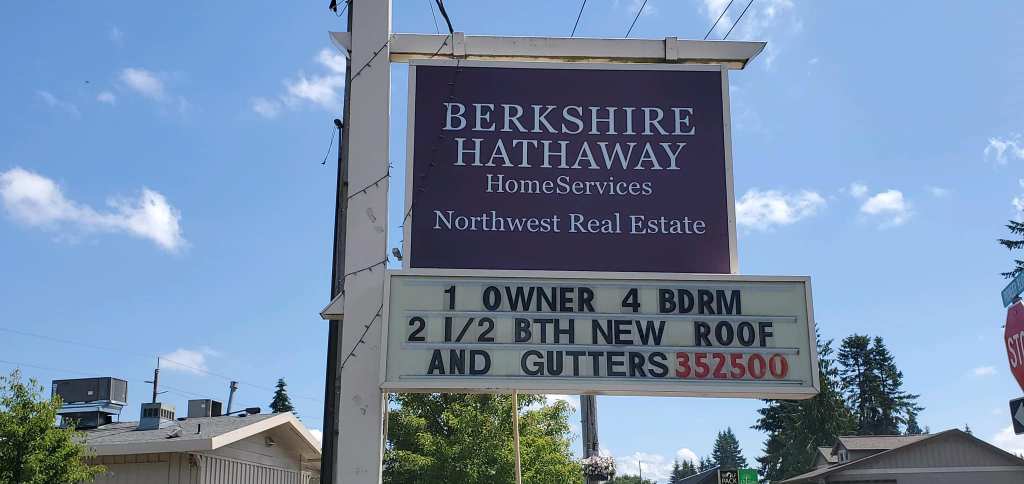 BERKSHIRE
HATHAWAY
HomeServices
Northwest Real Estate
1 OWNER 4 BDRM
2 1/2 BTH NEW ROOF
AND GUTTERS 352500